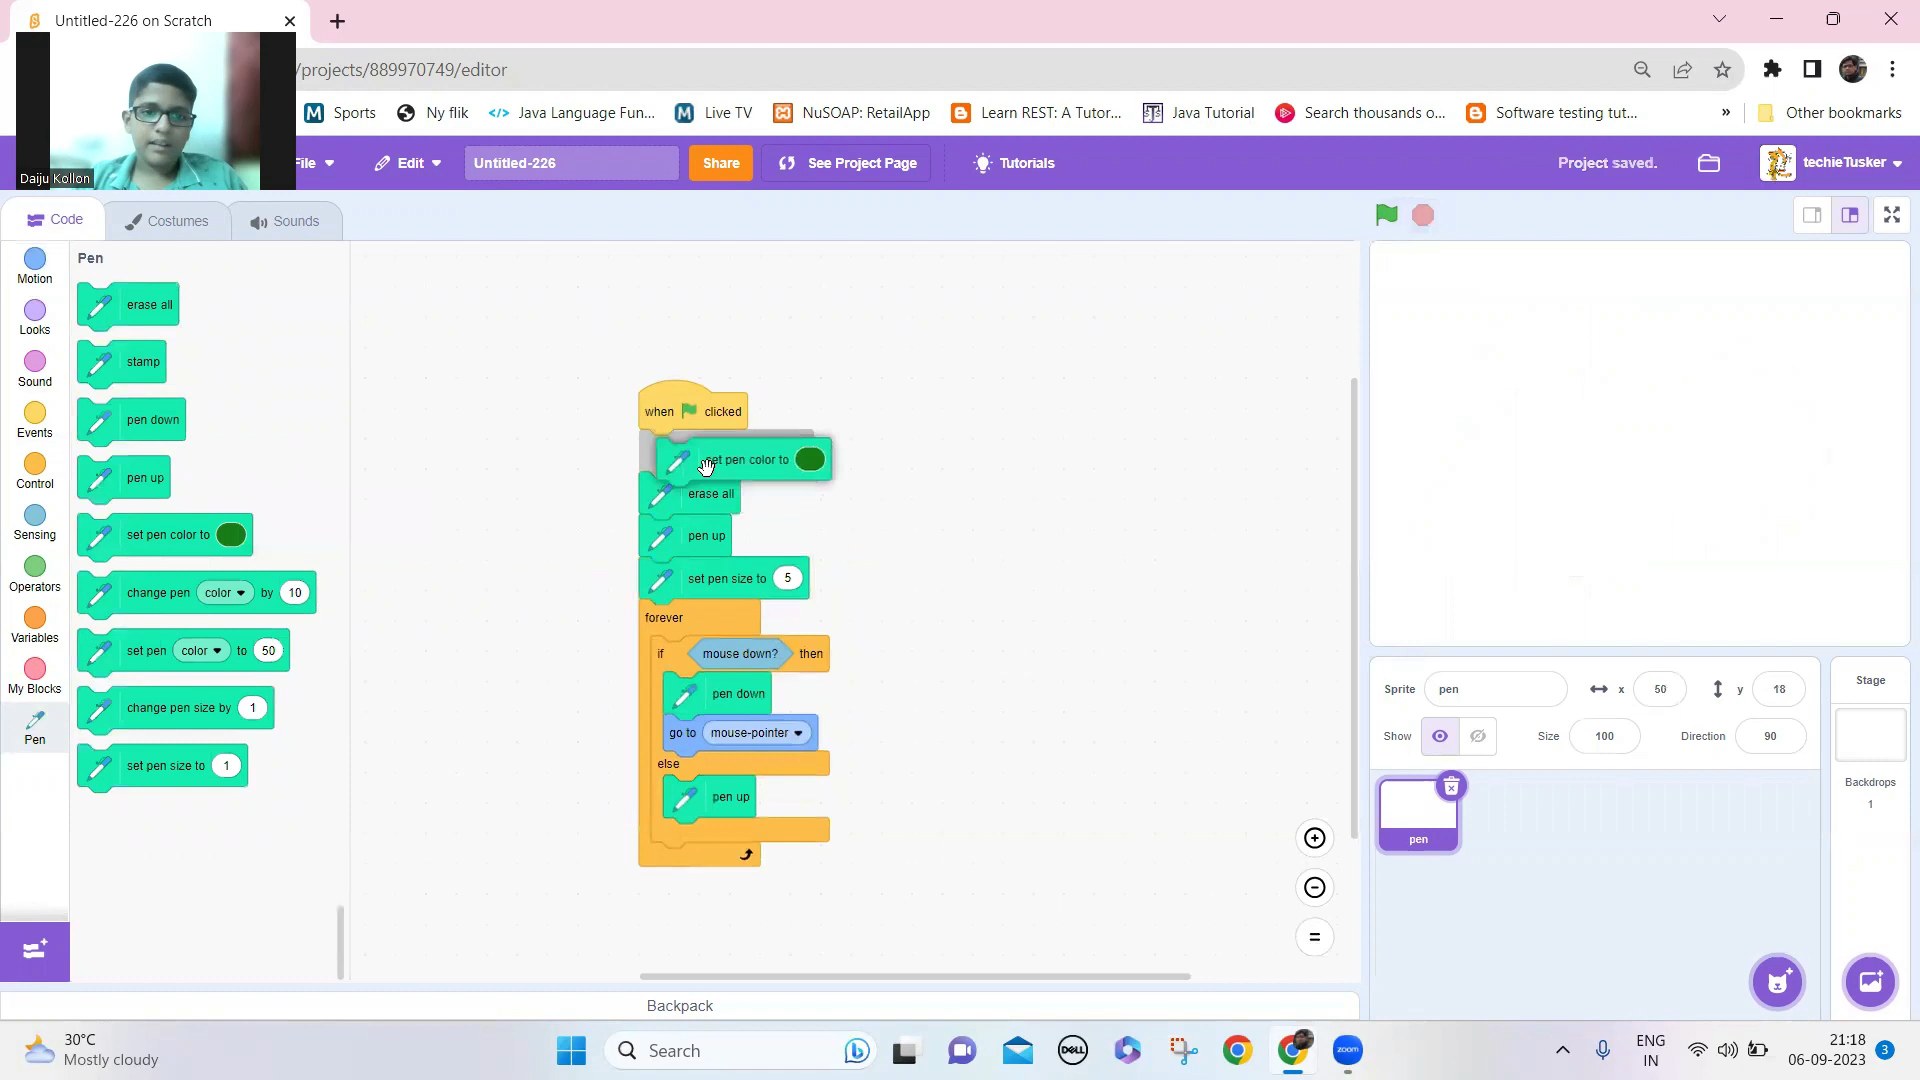 Untitled-226 on Scratch
/projects/889970749/editor
Sports
Ny flik
Java Language Fun...
Live TV
NuSOAP: RetailApp
Learn REST: A Tutor...
Java Tutorial
Search thousands o...
Software testing tut...
»
Other bookmarks
File
Edit
Untitled-226
Share
See Project Page
Tutorials
Project saved.
techieTusker
Daiju Kollon
Code
Costumes
Sounds
Motion
Looks
Sound
Events
Control
Sensing
Operators
Variables
My Blocks
Pen
Pen
erase all
stamp
pen down
pen up
set pen color to
change pen color by 10
set pen color to 50
change pen size by 1
set pen size to 1
when clicked
set pen color to
erase all
pen up
set pen size to 5
forever
if mouse down? then
pen down
go to mouse-pointer
else
pen up
Sprite pen x 50 y 18
Show Size 100 Direction 90
pen
Stage
Backdrops
1
Backpack
30°C
Mostly cloudy
Search
DELL
zoom
ENG
IN
21:18
06-09-2023
3